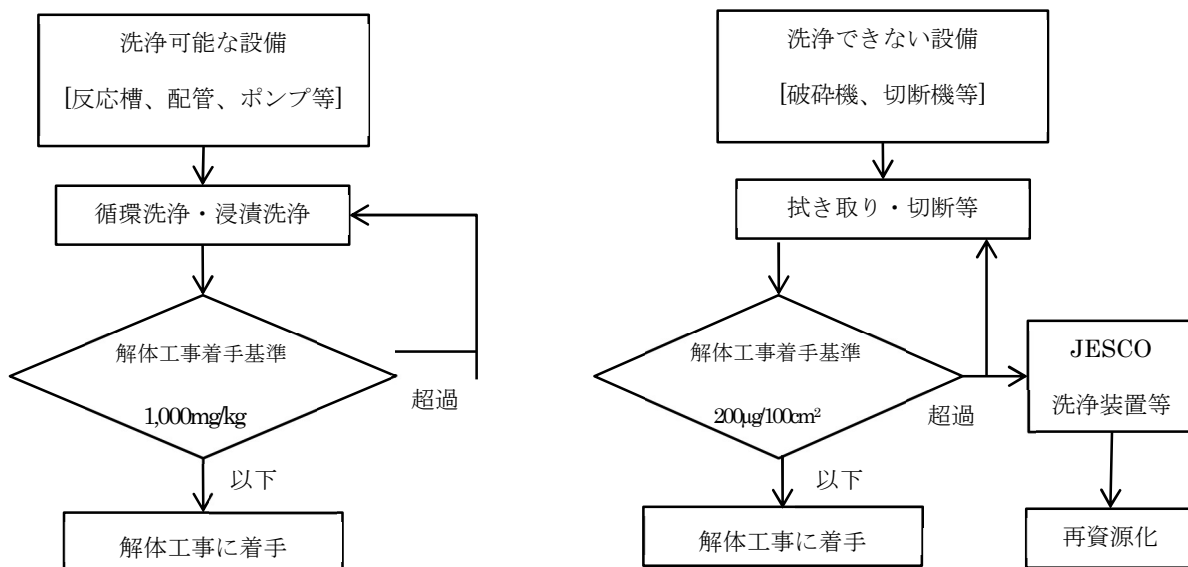 洗浄可能な設備
[反応槽、配管、ポンプ等]
循環洗浄・浸漬洗浄
解体工事着手基準
1,000mg/kg
超過
以下
解体工事に着手
洗浄できない設備
[破砕機、切断機等]
拭き取り・切断等
解体工事着手基準
200μg/100cm²
超過
以下
解体工事に着手
JESCO
洗浄装置等
再資源化